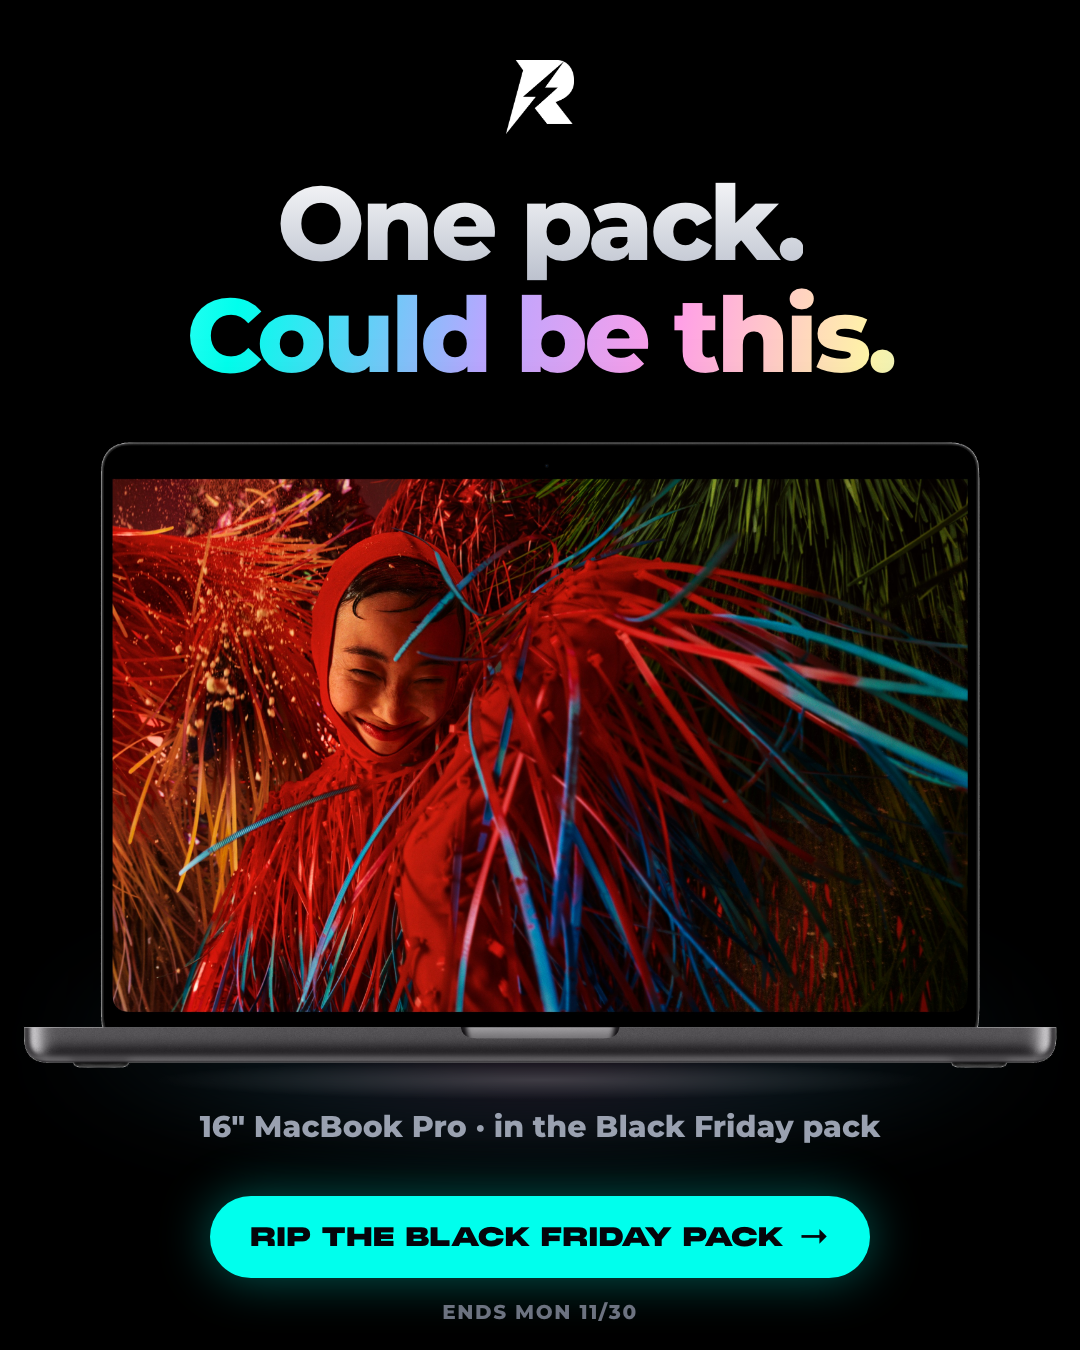 One pack.
Could be this.
16" MacBook Pro · in the Black Friday pack
RIP THE BLACK FRIDAY PACK →
ENDS MON 11/30